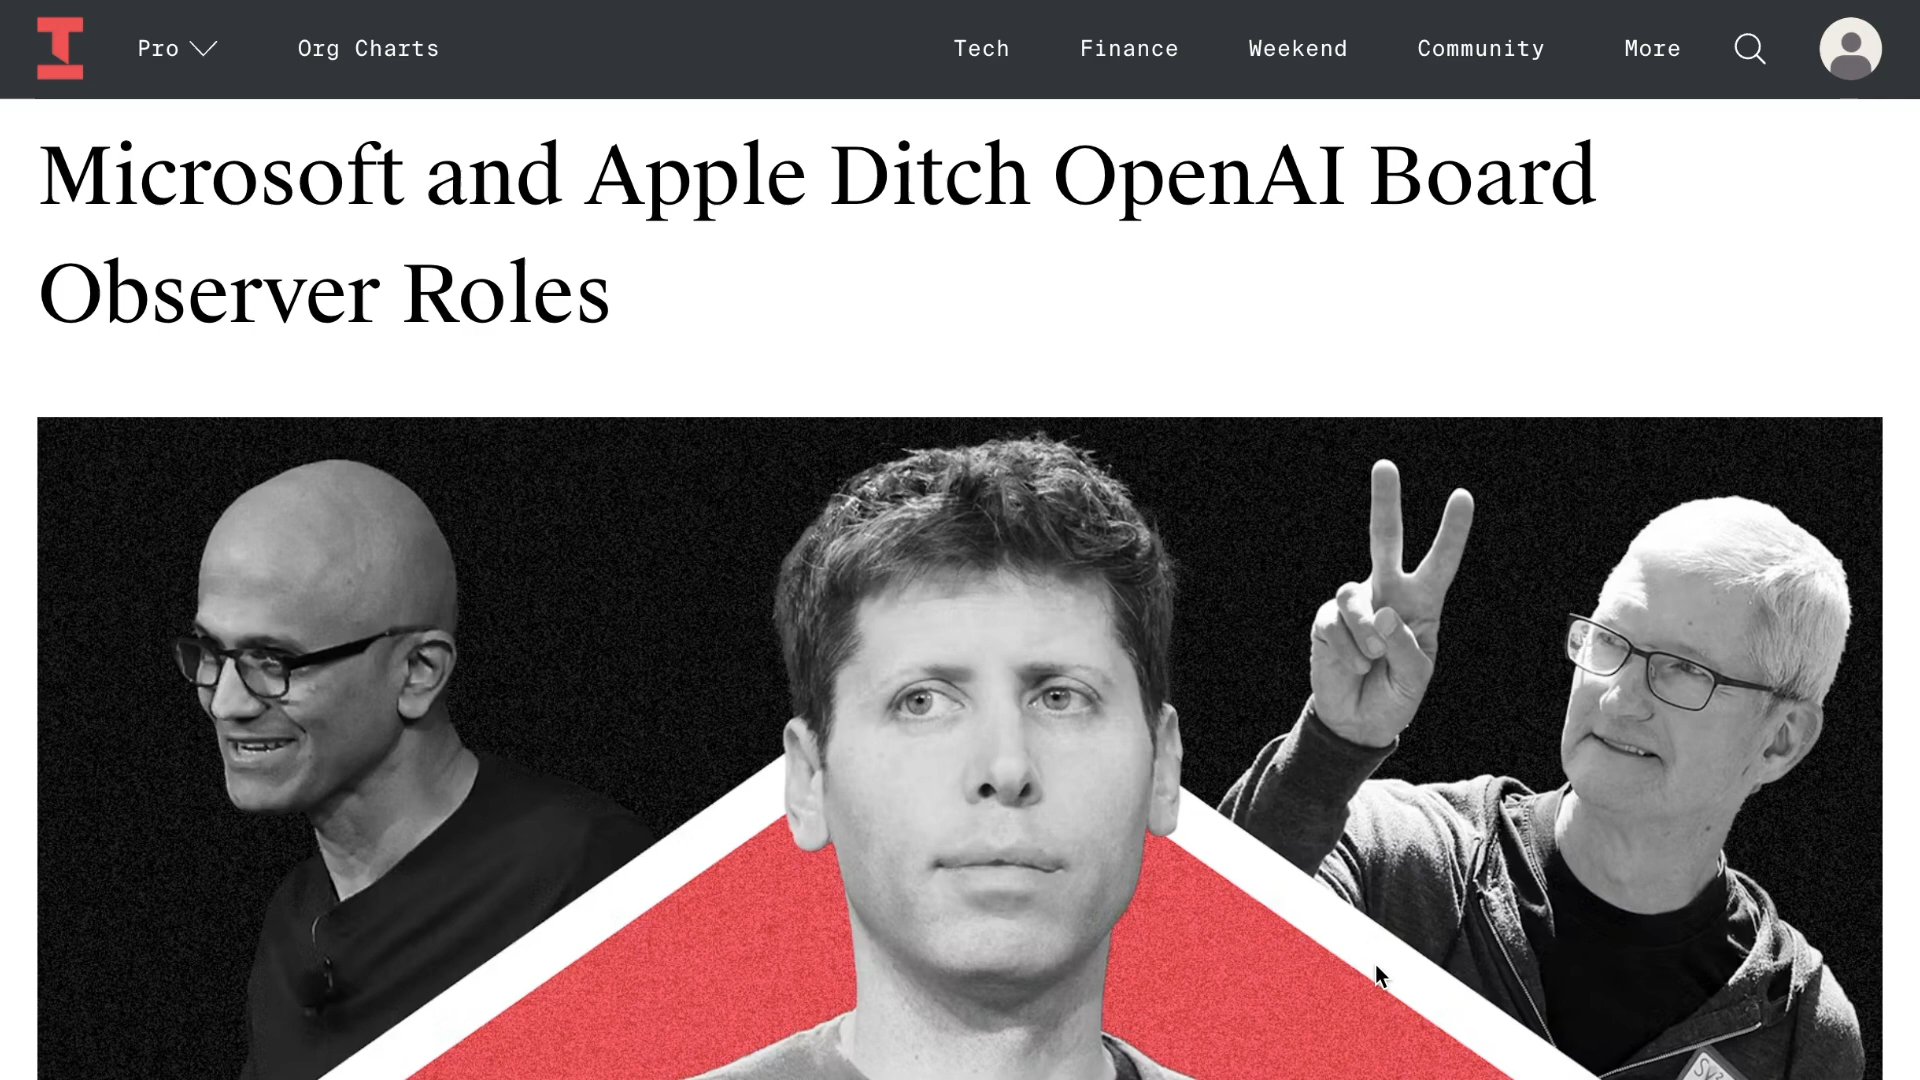 Pro
Org Charts
Tech
Finance
Weekend
Community
More
Microsoft and Apple Ditch OpenAI Board
Observer Roles